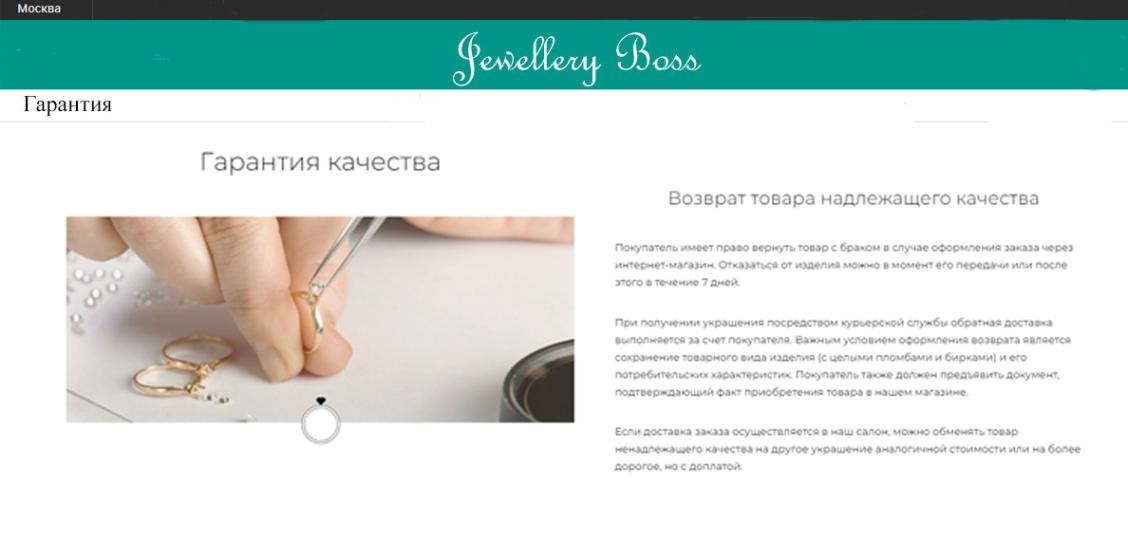 Москва
Jewellery Boss
Гарантия
Гарантия качества
Возврат товара надлежащего качества
Покупатель имеет право вернуть товар с браком в случае оформления заказа через
интернет-магазин. Отказаться от изделия можно в момент его передачи или после
этого в течение 7 дней.
При получении украшения посредством курьерской службы обратная доставка
выполняется за счет покупателя. Важным условием оформления возврата является
сохранение товарного вида изделия (с целыми пломбами и бирками) и его
потребительских характеристик. Покупатель также должен предъявить документ,
подтверждающий факт приобретения товара в нашем магазине.
Если доставка заказа осуществляется в наш салон, можно обменять товар
ненадлежащего качества на другое украшение аналогичной стоимости или на более
дорогое, но с доплатой.